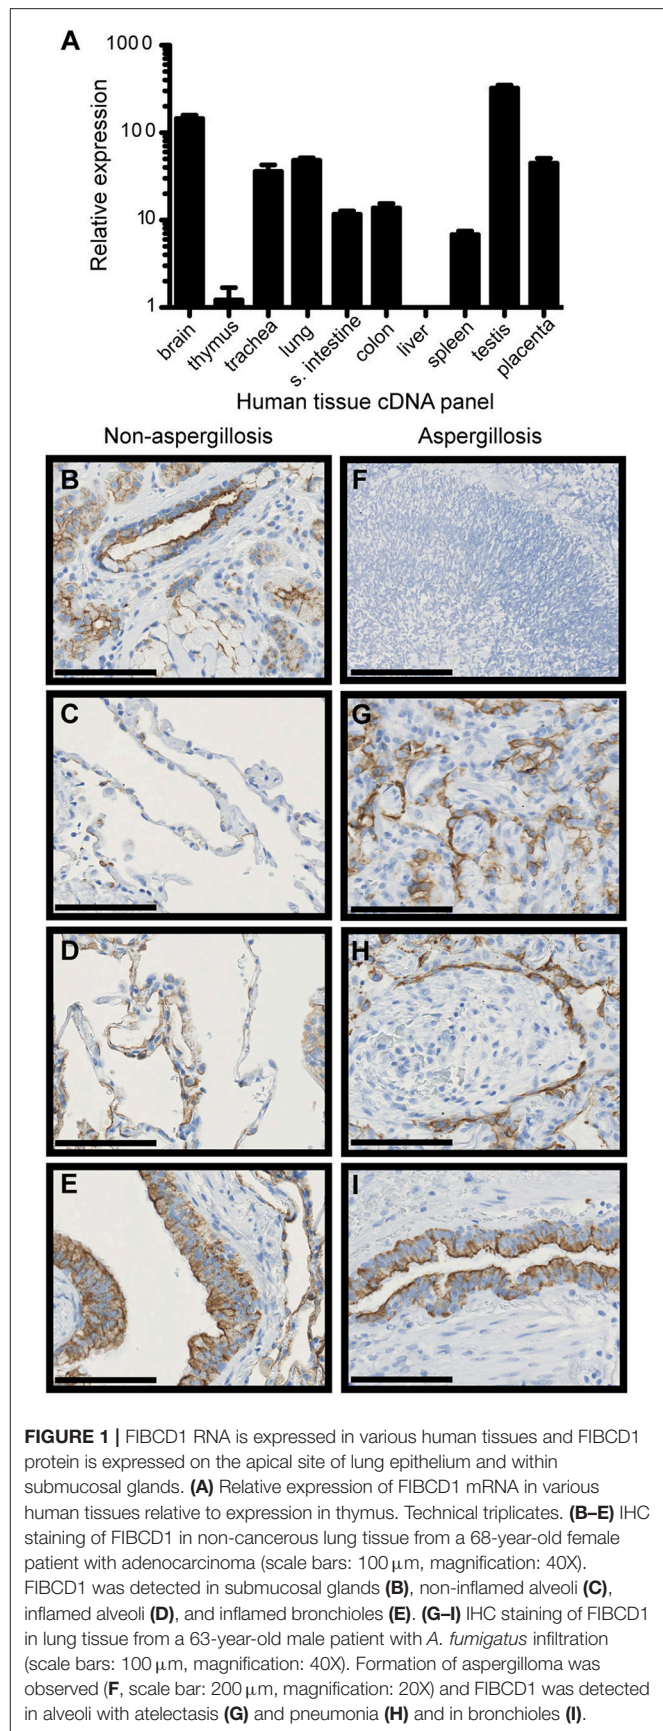 A
1000
100
10
1
Relative expression
brain
thymus
trachea
lung
s. intestine
colon
liver
spleen
testis
placenta
Human tissue cDNA panel
Non-aspergillosis
Aspergillosis
B
F
C
G
D
H
E
I
FIGURE 1 | FIBCD1 RNA is expressed in various human tissues and FIBCD1
protein is expressed on the apical site of lung epithelium and within
submucosal glands. (A) Relative expression of FIBCD1 mRNA in various
human tissues relative to expression in thymus. Technical triplicates. (B–E) IHC
staining of FIBCD1 in non-cancerous lung tissue from a 68-year-old female
patient with adenocarcinoma (scale bars: 100 µm, magnification: 40X).
FIBCD1 was detected in submucosal glands (B), non-inflamed alveoli (C),
inflamed alveoli (D), and inflamed bronchioles (E). (G–I) IHC staining of FIBCD1
in lung tissue from a 63-year-old male patient with A. fumigatus infiltration
(scale bars: 100 µm, magnification: 40X). Formation of aspergilloma was
observed (F, scale bar: 200 µm, magnification: 20X) and FIBCD1 was detected
in alveoli with atelectasis (G) and pneumonia (H) and in bronchioles (I).